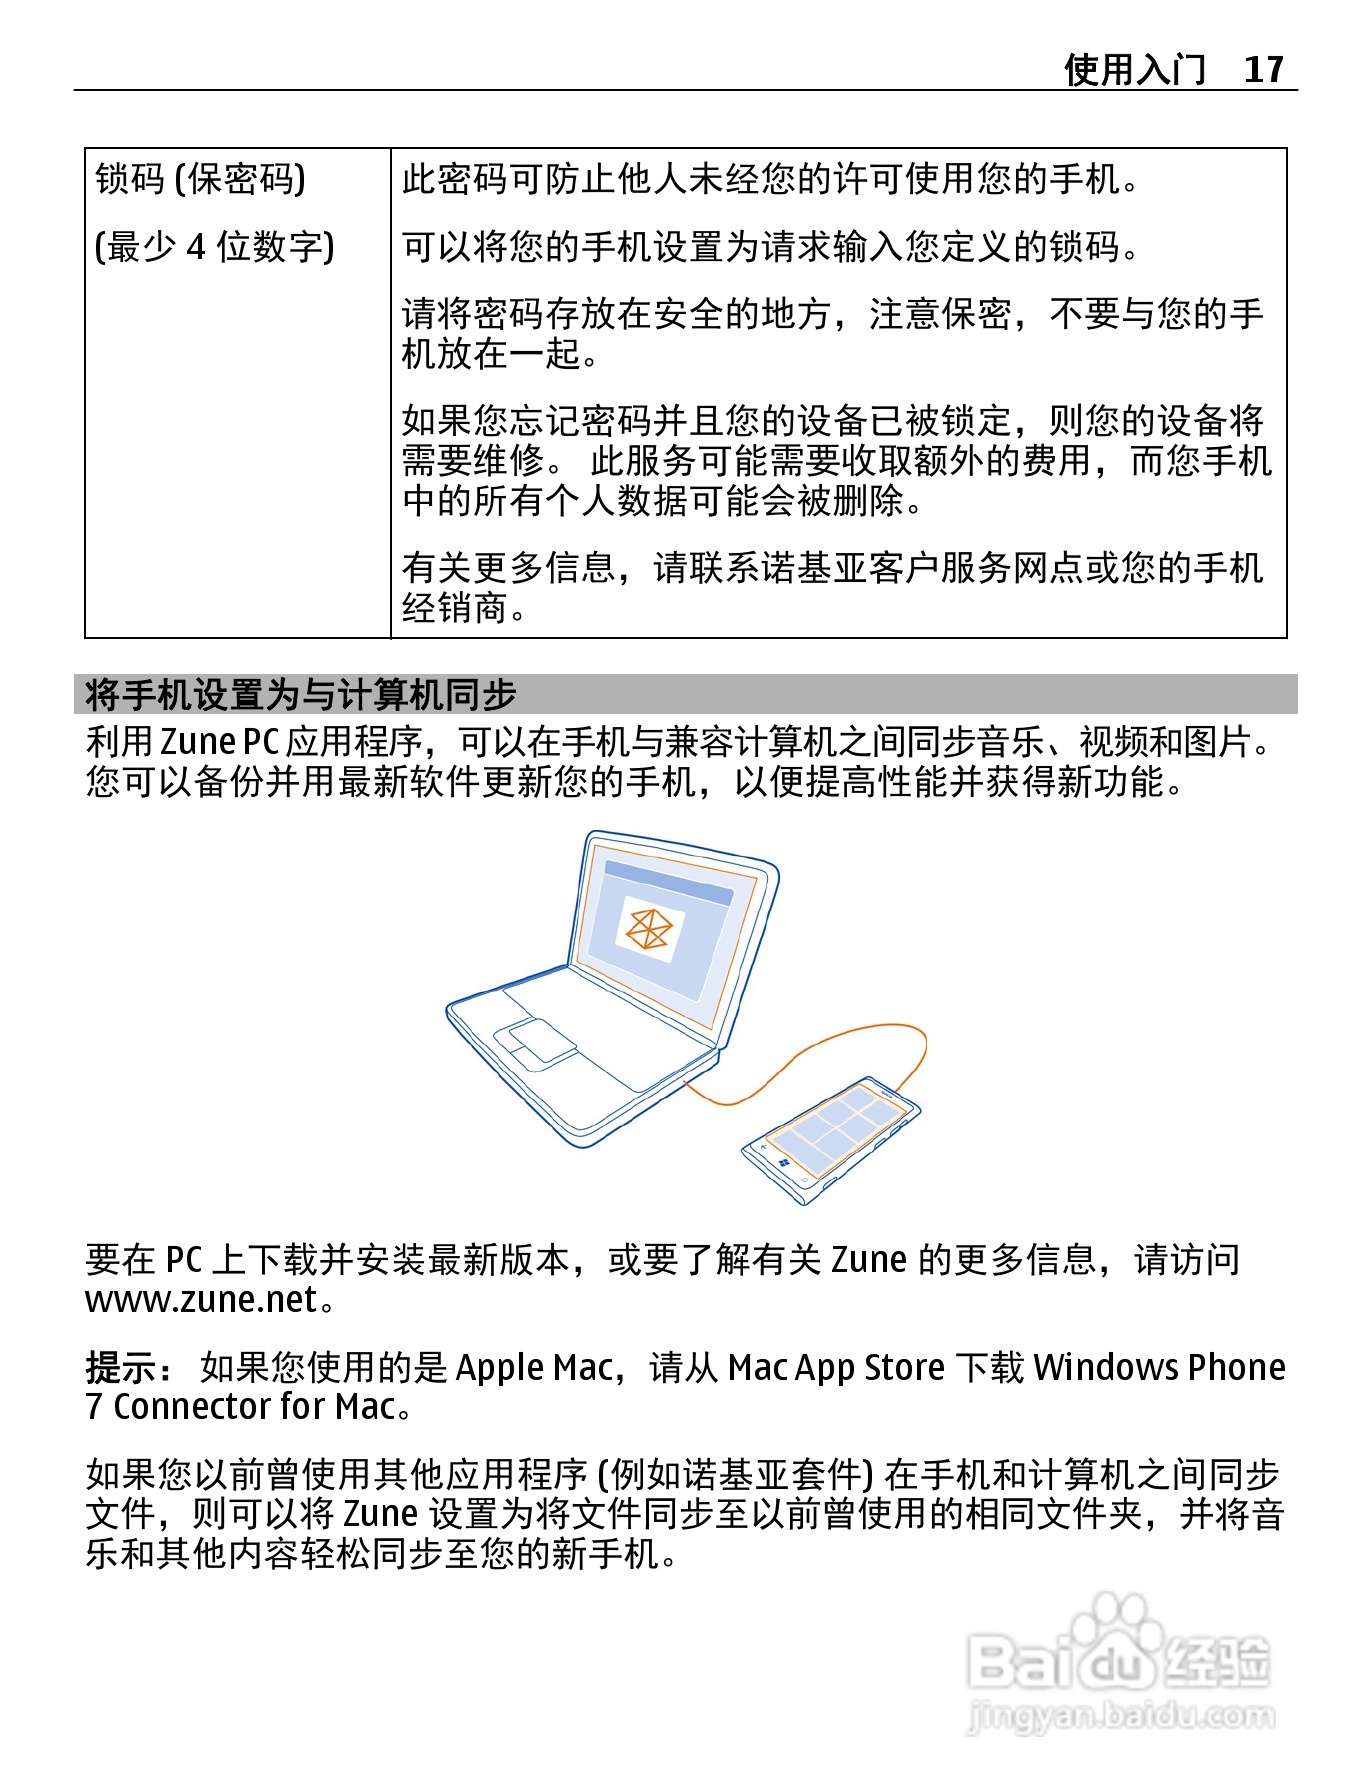 使用入门 17
锁码 (保密码)
(最少 4 位数字)
此密码可防止他人未经您的许可使用您的手机。
可以将您的手机设置为请求输入您定义的锁码。
请将密码存放在安全的地方，注意保密，不要与您的手
机放在一起。
如果您忘记密码并且您的设备已被锁定，则您的设备将
需要维修。 此服务可能需要收取额外的费用，而您手机
中的所有个人数据可能会被删除。
有关更多信息，请联系诺基亚客户服务网点或您的手机
经销商。
将手机设置为与计算机同步
利用 Zune PC 应用程序，可以在手机与兼容计算机之间同步音乐、视频和图片。
您可以备份并用最新软件更新您的手机，以便提高性能并获得新功能。
要在 PC 上下载并安装最新版本，或要了解有关 Zune 的更多信息，请访问
www.zune.net。
提示： 如果您使用的是 Apple Mac，请从 Mac App Store 下载 Windows Phone
7 Connector for Mac。
如果您以前曾使用其他应用程序 (例如诺基亚套件) 在手机和计算机之间同步
文件，则可以将 Zune 设置为将文件同步至以前曾使用的相同文件夹，并将音
乐和其他内容轻松同步至您的新手机。
Bai du 经验
jingyan.baidu.com